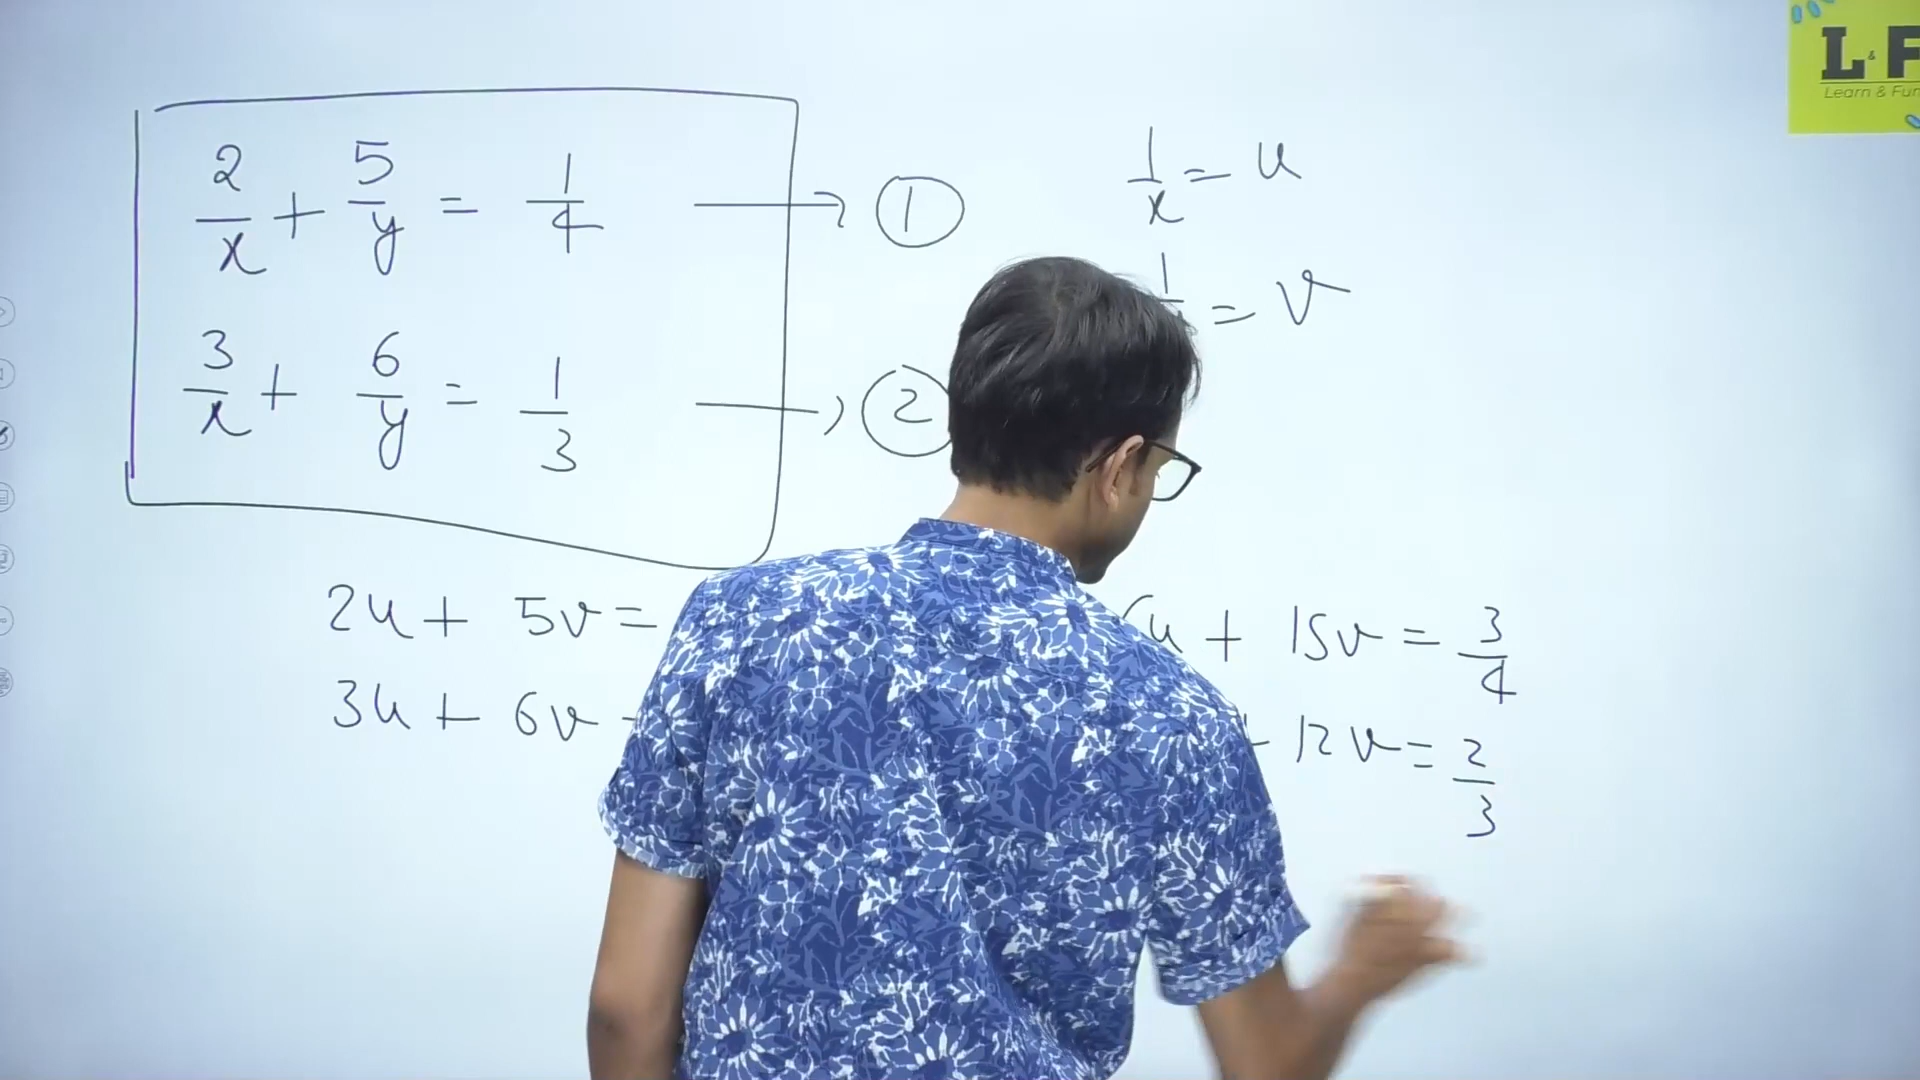 L & F
Learn & Fun
2/x + 5/y = 1/4 → 1
1/x = u
1/ = v
3/x + 6/y = 1/3 → 2
2u + 5v =
u + 15v = 3/4
3u + 6v
+ 12v = 2/3